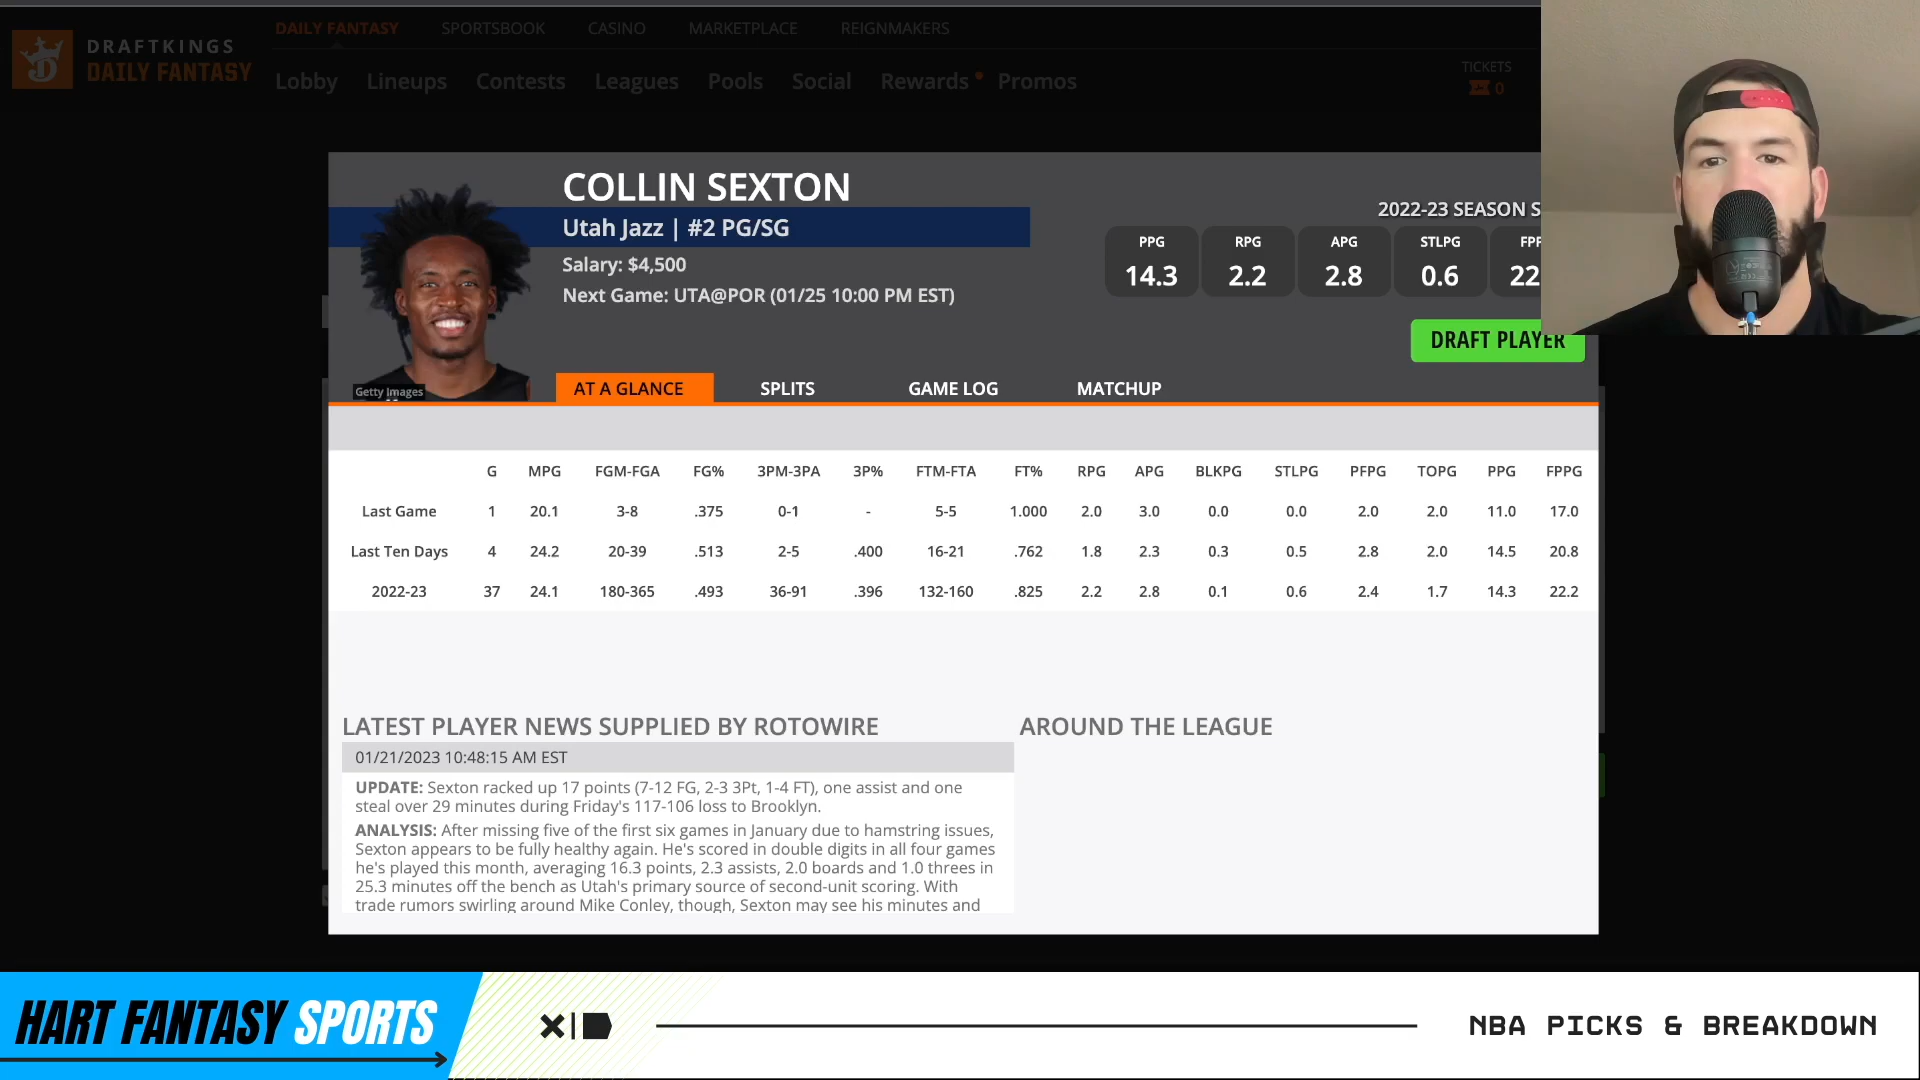 DAILY FANTASY SPORTSBOOK CASINO MARKETPLACE REIGNMAKERS
DRAFTKINGS
DAILY FANTASY
Lobby Lineups Contests Leagues Pools Social Rewards Promos
TICKETS
0
COLLIN SEXTON
Utah Jazz | #2 PG/SG
Salary: $4,500
Next Game: UTA@POR (01/25 10:00 PM EST)
2022-23 SEASON S
PPG RPG APG STLPG FPP
14.3 2.2 2.8 0.6 22
DRAFT PLAYER
Getty Images
AT A GLANCE SPLITS GAME LOG MATCHUP
G MPG FGM-FGA FG% 3PM-3PA 3P% FTM-FTA FT% RPG APG BLKPG STLPG PFPG TOPG PPG FPPG
Last Game 1 20.1 3-8 .375 0-1 - 5-5 1.000 2.0 3.0 0.0 0.0 2.0 2.0 11.0 17.0
Last Ten Days 4 24.2 20-39 .513 2-5 .400 16-21 .762 1.8 2.3 0.3 0.5 2.8 2.0 14.5 20.8
2022-23 37 24.1 180-365 .493 36-91 .396 132-160 .825 2.2 2.8 0.1 0.6 2.4 1.7 14.3 22.2
LATEST PLAYER NEWS SUPPLIED BY ROTOWIRE
AROUND THE LEAGUE
01/21/2023 10:48:15 AM EST
UPDATE: Sexton racked up 17 points (7-12 FG, 2-3 3Pt, 1-4 FT), one assist and one
steal over 29 minutes during Friday's 117-106 loss to Brooklyn.
ANALYSIS: After missing five of the first six games in January due to hamstring issues,
Sexton appears to be fully healthy again. He's scored in double digits in all four games
he's played this month, averaging 16.3 points, 2.3 assists, 2.0 boards and 1.0 threes in
25.3 minutes off the bench as Utah's primary source of second-unit scoring. With
trade rumors swirling around Mike Conley, though, Sexton may see his minutes and
HART FANTASY SPORTS
NBA PICKS & BREAKDOWN